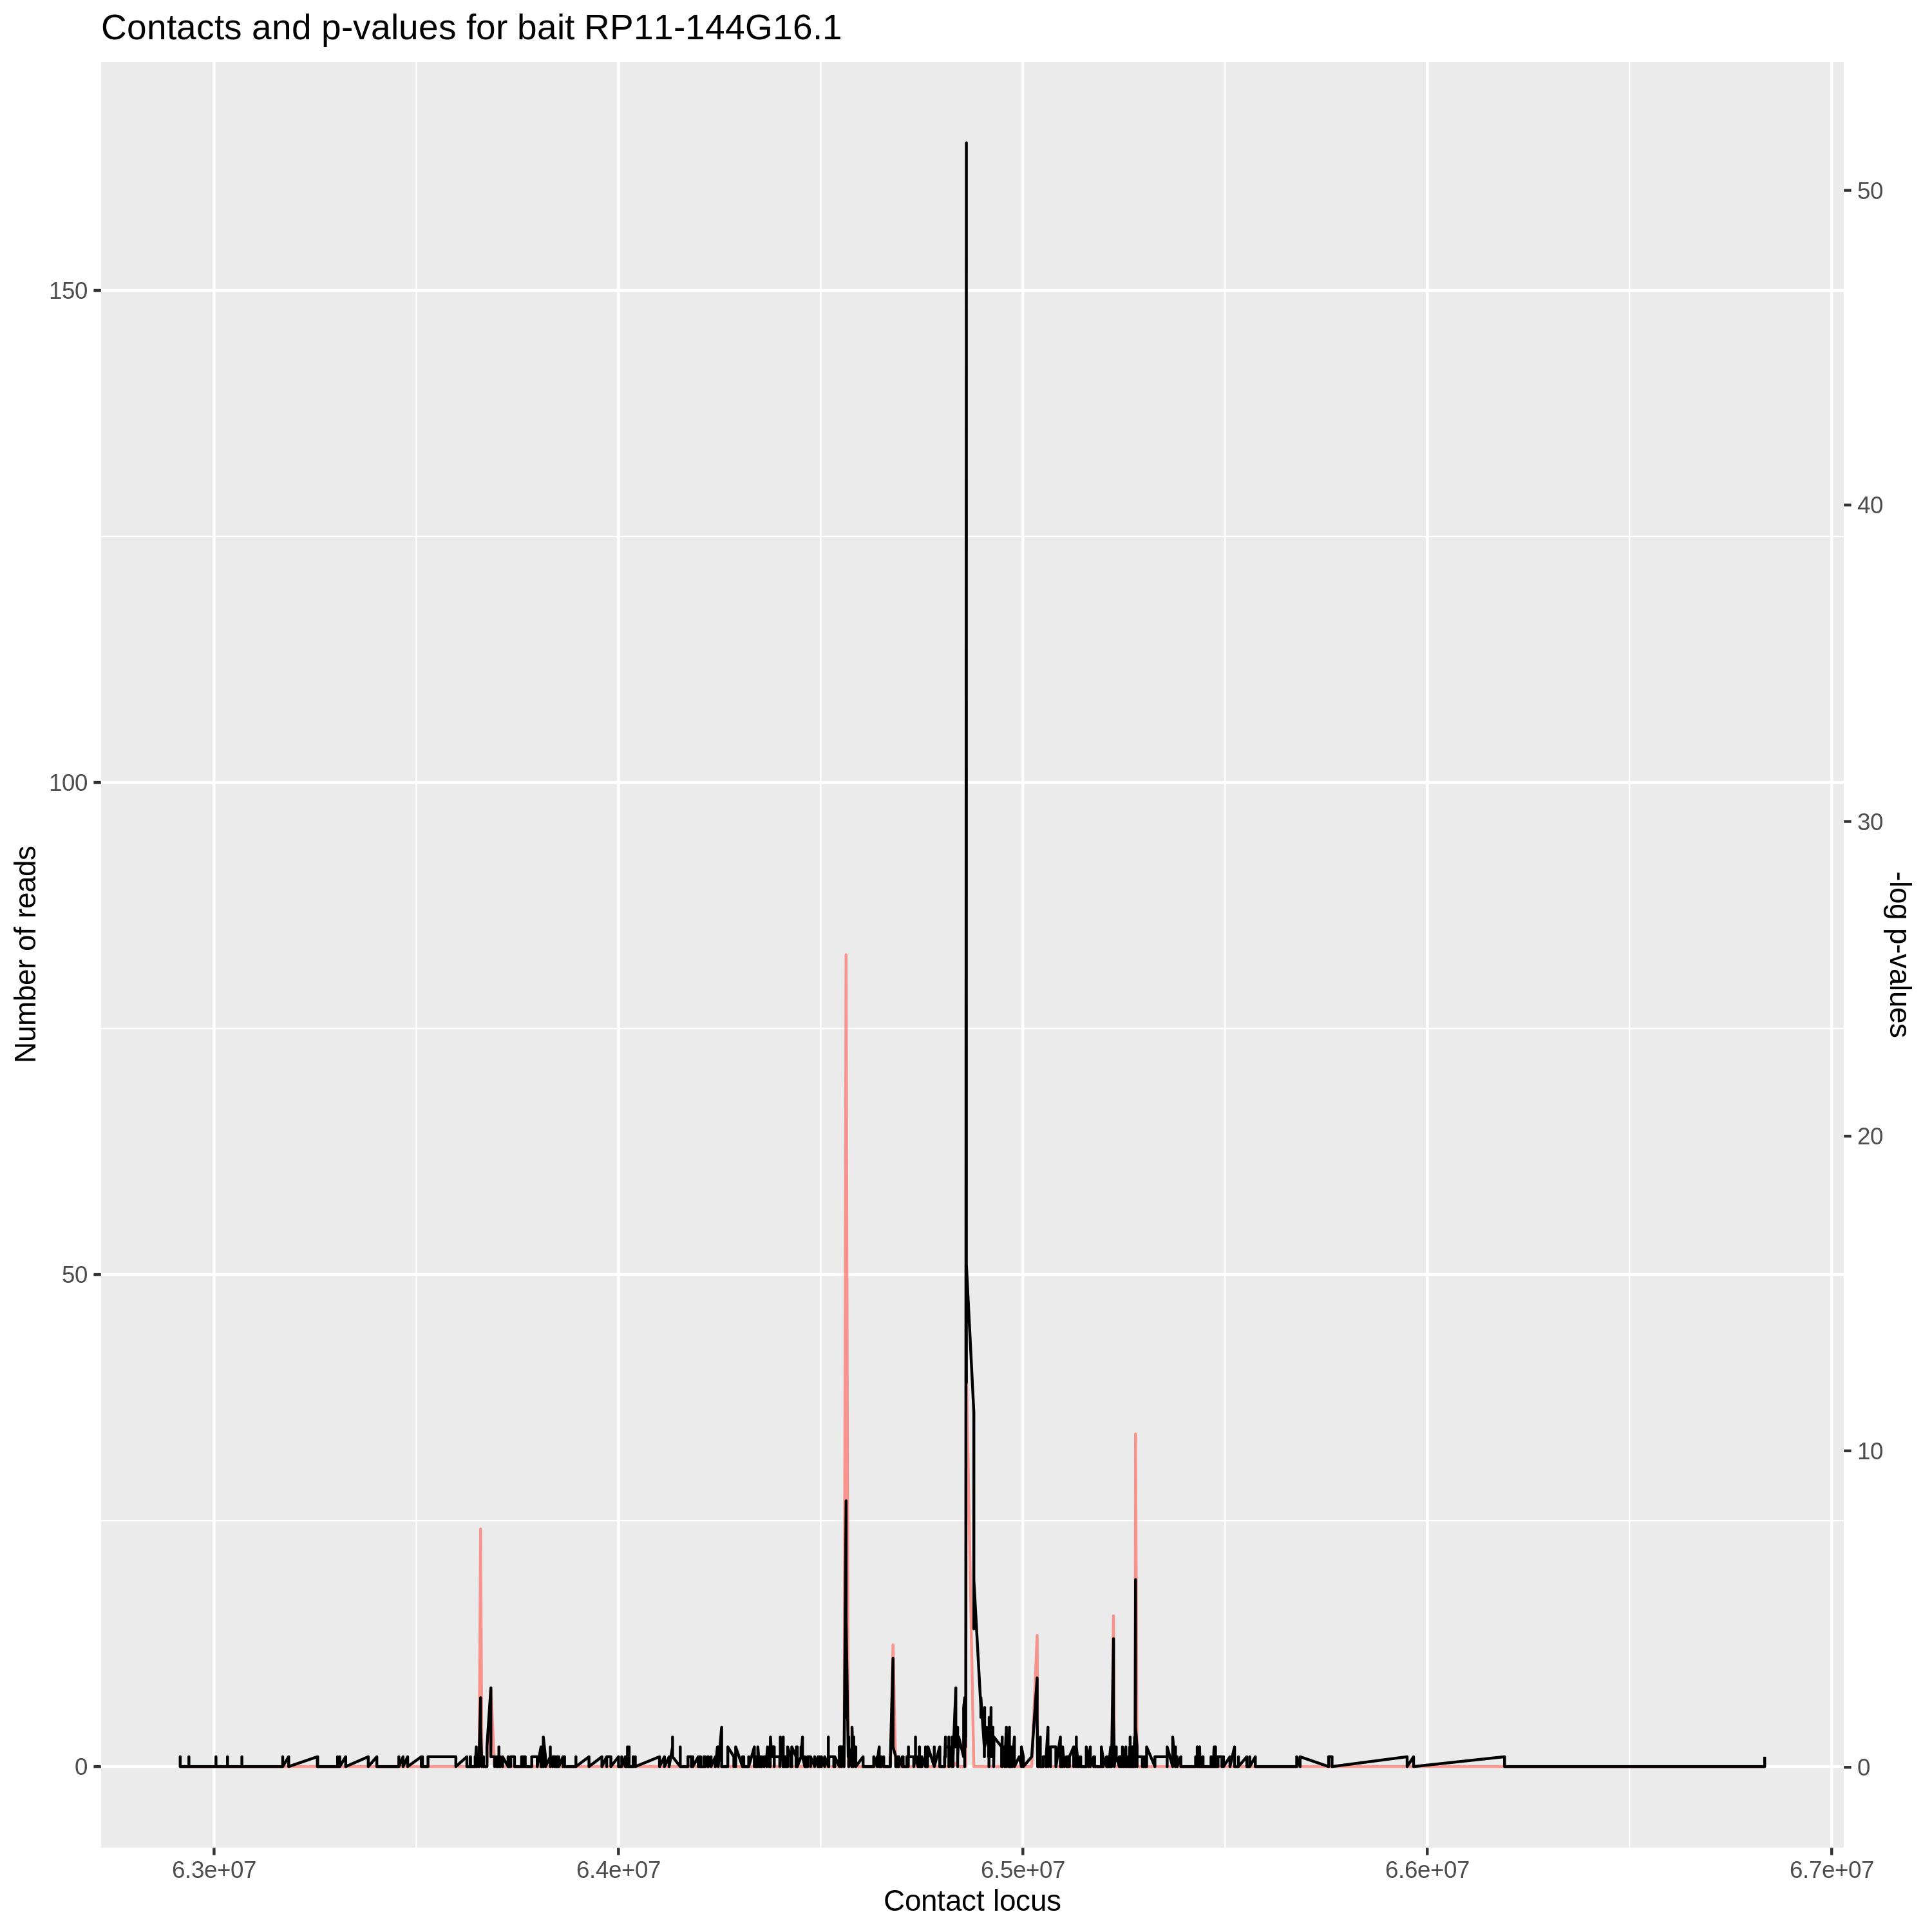 Contacts and p-values for bait RP11-144G16.1
150
100
50
0
Number of reads
50
40
30
20
10
0
-log p-values
6.3e+07
6.4e+07
6.5e+07
6.6e+07
6.7e+07
Contact locus